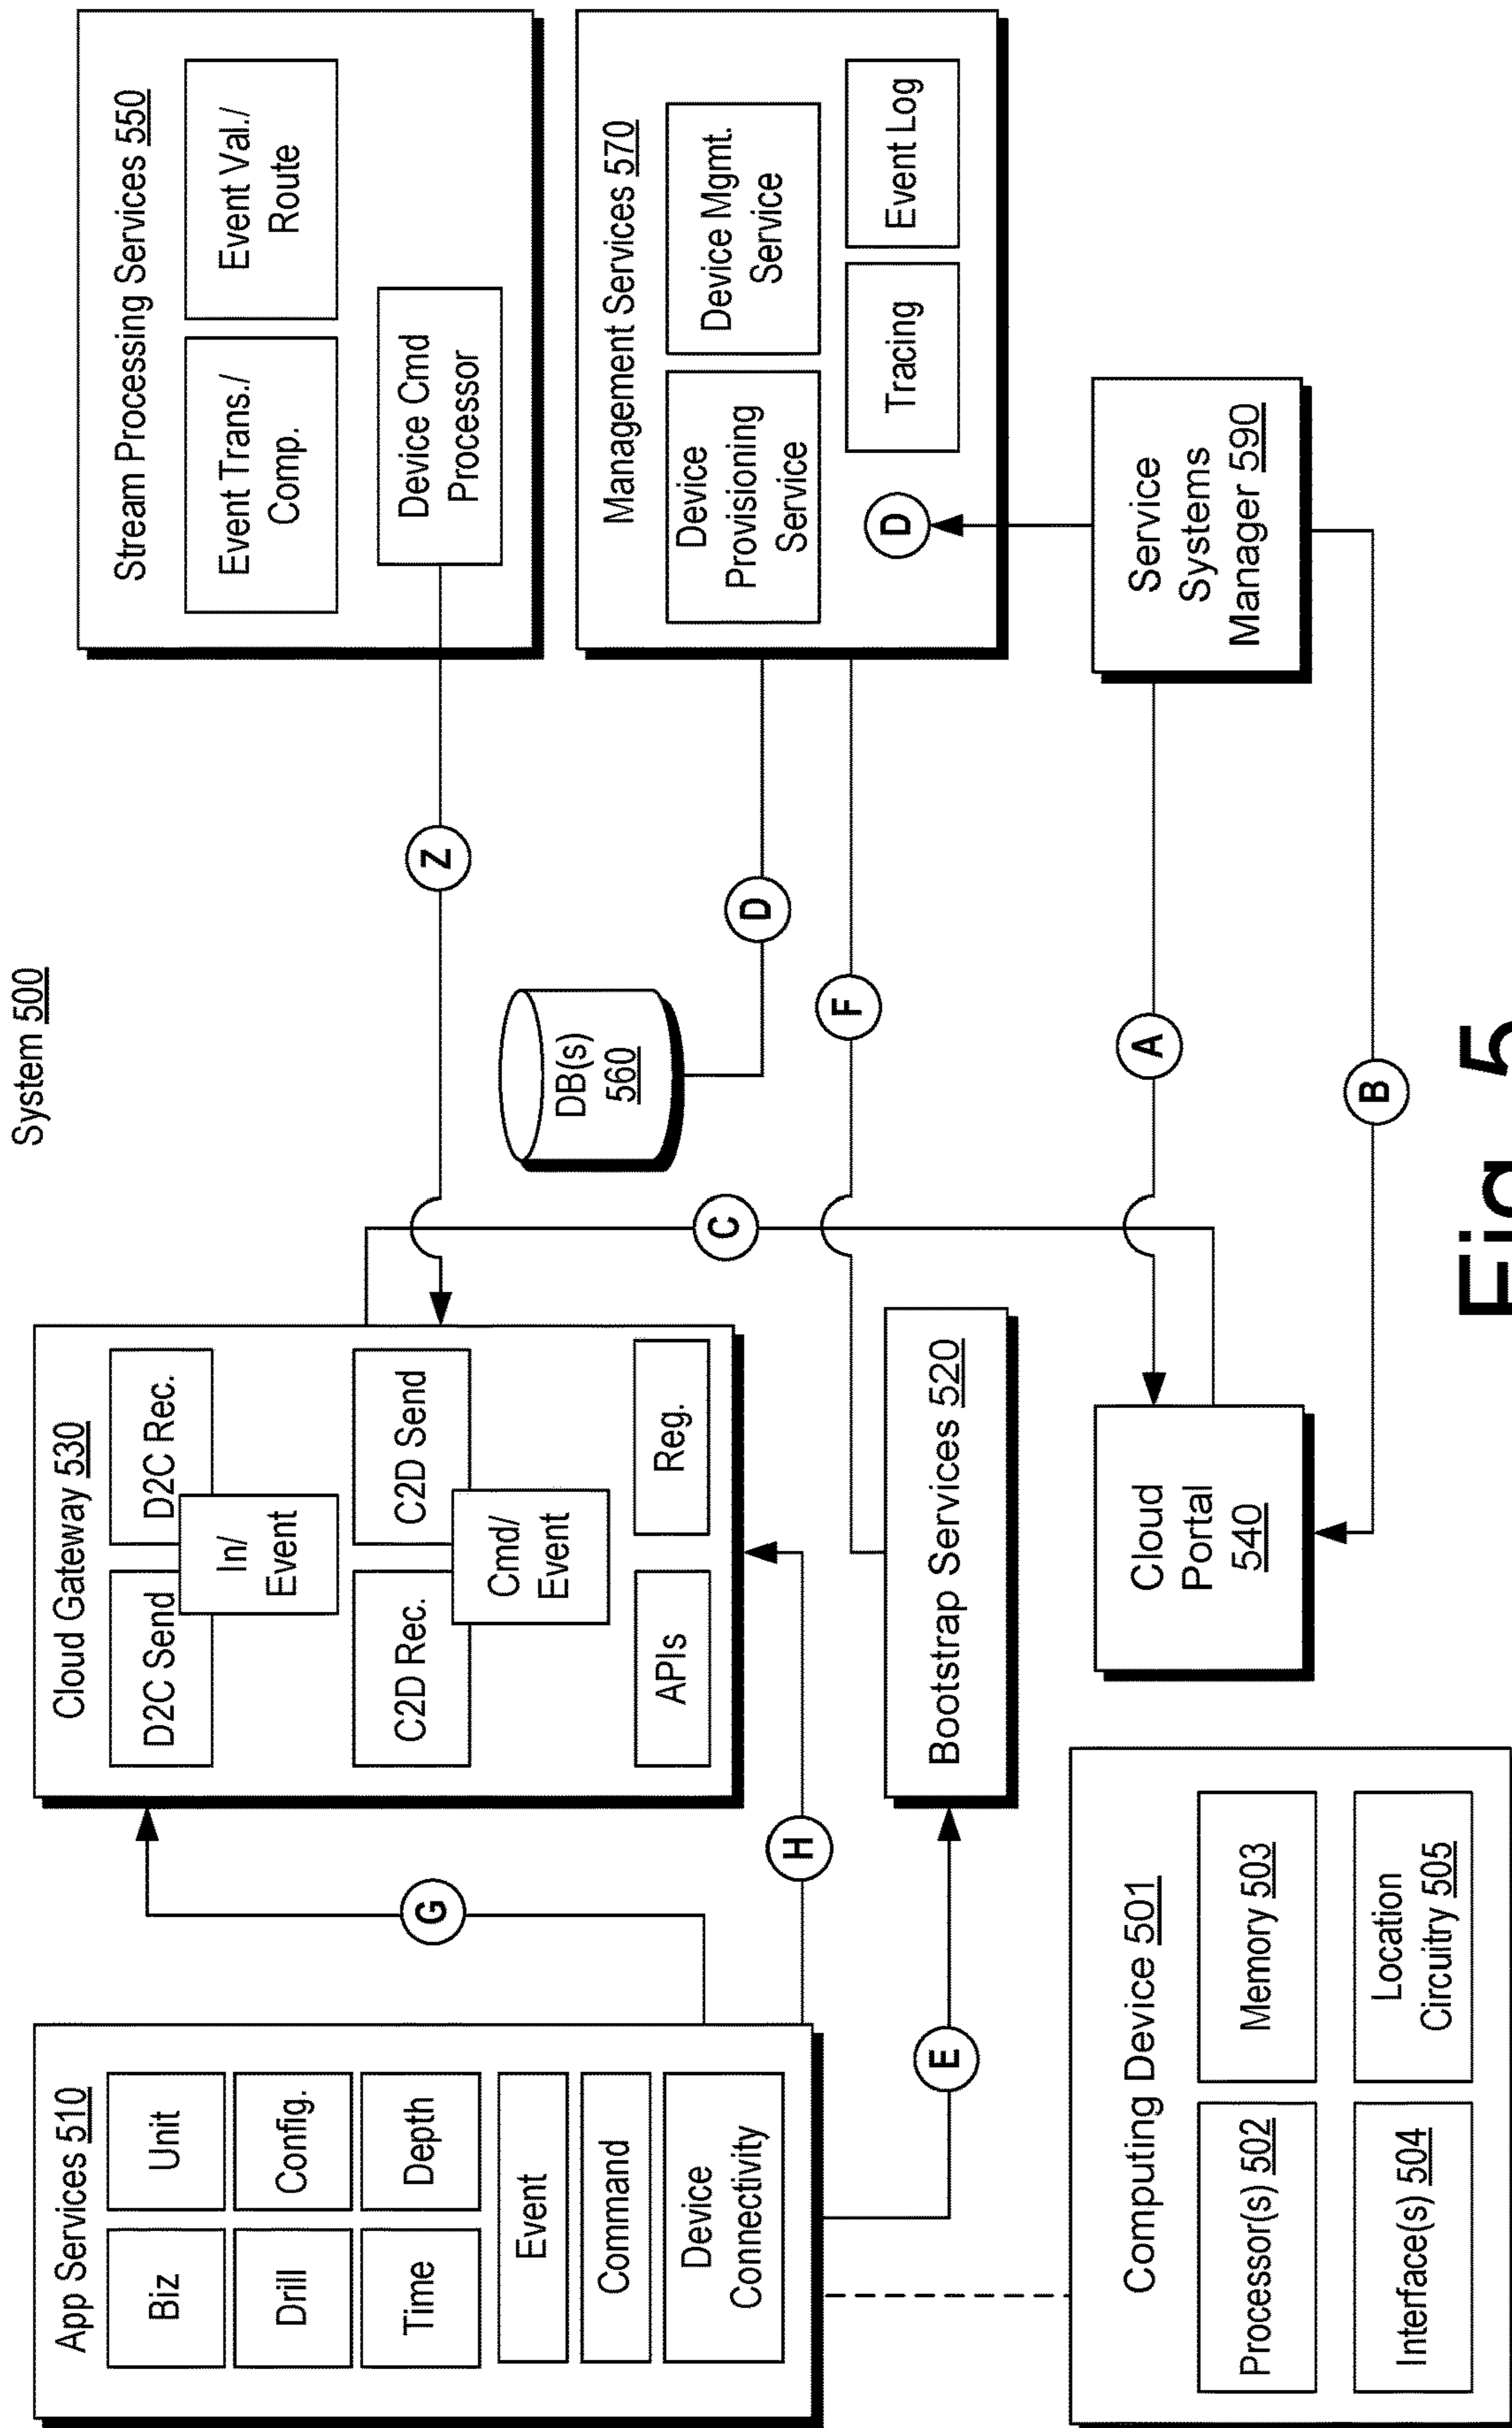 System 500
App Services 510
Biz
Unit
Drill
Config.
Time
Depth
Event
Command
Device
Connectivity
G
H
E
Cloud Gateway 530
D2C Send
D2C Rec.
In/
Event
C2D Rec.
C2D Send
Cmd/
Event
APIs
Reg.
Bootstrap Services 520
C
Z
DB(s)
560
D
F
Stream Processing Services 550
Event Trans./
Comp.
Event Val./
Route
Device Cmd
Processor
Management Services 570
Device
Provisioning
Service
Device Mgmt.
Service
D
Tracing
Event Log
Computing Device 501
Processor(s) 502
Memory 503
Interface(s) 504
Location
Circuitry 505
Cloud
Portal
540
A
B
Service
Systems
Manager 590
Fig. 5